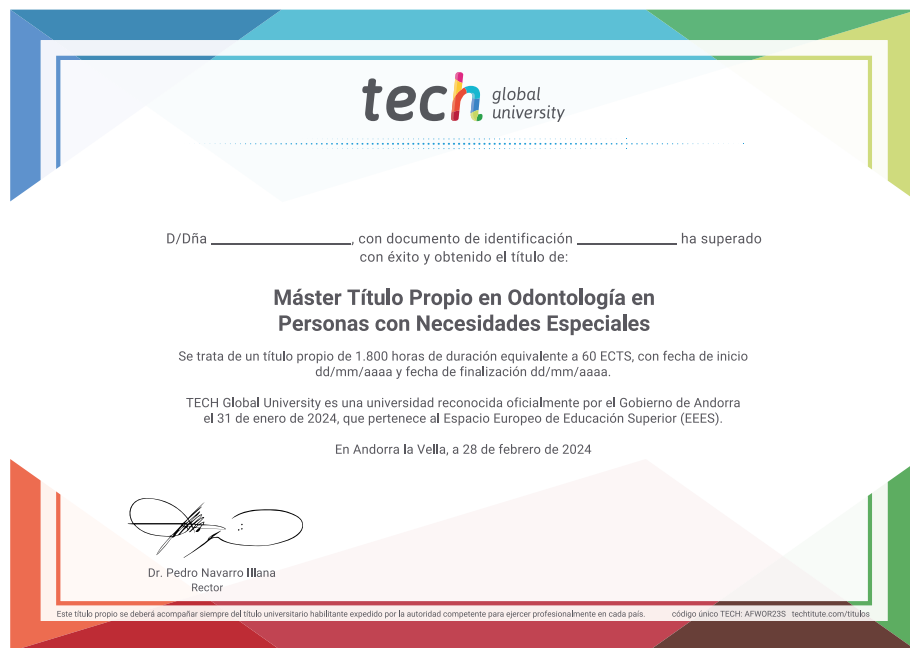 tech global
university
D/Dña ______________, con documento de identificación __________ ha superado
con éxito y obtenido el título de:
Máster Título Propio en Odontología en
Personas con Necesidades Especiales
Se trata de un título propio de 1.800 horas de duración equivalente a 60 ECTS, con fecha de inicio
dd/mm/aaaa y fecha de finalización dd/mm/aaaa.
TECH Global University es una universidad reconocida oficialmente por el Gobierno de Andorra
el 31 de enero de 2024, que pertenece al Espacio Europeo de Educación Superior (EEES).
En Andorra la Vella, a 28 de febrero de 2024
Dr. Pedro Navarro Illana
Rector
Este título propio se deberá acompañar siempre del título universitario habilitante expedido por la autoridad competente para ejercer profesionalmente en cada país. código único TECH: AFWOR23S techtitute.com/titulos